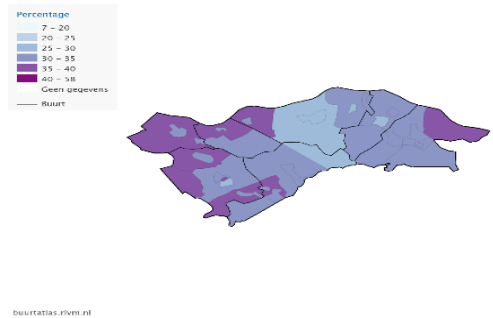 Percentage
7 - 20
20 - 25
25 - 30
30 - 35
35 - 40
40 - 58
Geen gegevens
Buurt
buurtatlas.rivm.nl